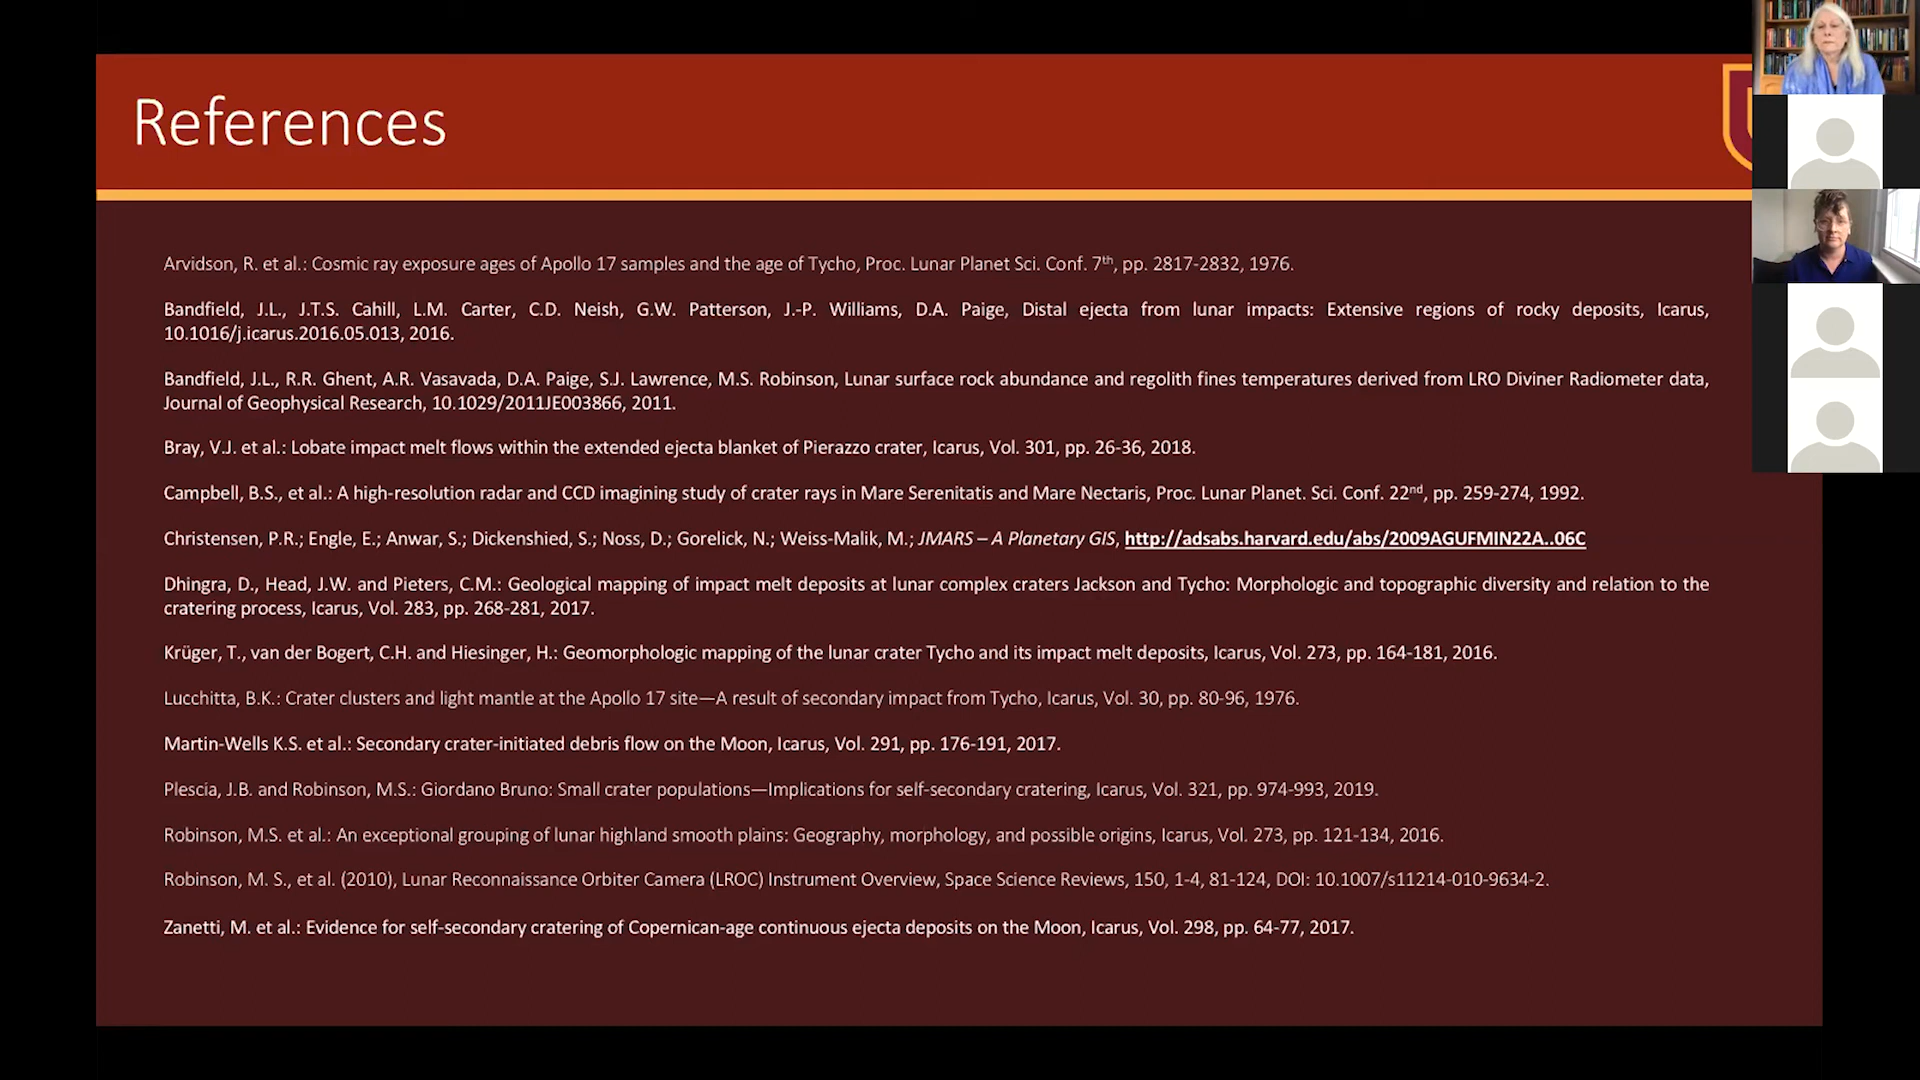 References
Arvidson, R. et al.: Cosmic ray exposure ages of Apollo 17 samples and the age of Tycho, Proc. Lunar Planet Sci. Conf. 7th, pp. 2817-2832, 1976.
Bandfield, J.L., J.T.S. Cahill, L.M. Carter, C.D. Neish, G.W. Patterson, J.-P. Williams, D.A. Paige, Distal ejecta from lunar impacts: Extensive regions of rocky deposits, Icarus,
10.1016/j.icarus.2016.05.013, 2016.
Bandfield, J.L., R.R. Ghent, A.R. Vasavada, D.A. Paige, S.J. Lawrence, M.S. Robinson, Lunar surface rock abundance and regolith fines temperatures derived from LRO Diviner Radiometer data,
Journal of Geophysical Research, 10.1029/2011JE003866, 2011.
Bray, V.J. et al.: Lobate impact melt flows within the extended ejecta blanket of Pierazzo crater, Icarus, Vol. 301, pp. 26-36, 2018.
Campbell, B.S., et al.: A high-resolution radar and CCD imagining study of crater rays in Mare Serenitatis and Mare Nectaris, Proc. Lunar Planet. Sci. Conf. 22nd, pp. 259-274, 1992.
Christensen, P.R.; Engle, E.; Anwar, S.; Dickenshied, S.; Noss, D.; Gorelick, N.; Weiss-Malik, M.; JMARS – A Planetary GIS, http://adsabs.harvard.edu/abs/2009AGUFMIN22A..06C
Dhingra, D., Head, J.W. and Pieters, C.M.: Geological mapping of impact melt deposits at lunar complex craters Jackson and Tycho: Morphologic and topographic diversity and relation to the
cratering process, Icarus, Vol. 283, pp. 268-281, 2017.
Krüger, T., van der Bogert, C.H. and Hiesinger, H.: Geomorphologic mapping of the lunar crater Tycho and its impact melt deposits, Icarus, Vol. 273, pp. 164-181, 2016.
Lucchitta, B.K.: Crater clusters and light mantle at the Apollo 17 site—A result of secondary impact from Tycho, Icarus, Vol. 30, pp. 80-96, 1976.
Martin-Wells K.S. et al.: Secondary crater-initiated debris flow on the Moon, Icarus, Vol. 291, pp. 176-191, 2017.
Plescia, J.B. and Robinson, M.S.: Giordano Bruno: Small crater populations—Implications for self-secondary cratering, Icarus, Vol. 321, pp. 974-993, 2019.
Robinson, M.S. et al.: An exceptional grouping of lunar highland smooth plains: Geography, morphology, and possible origins, Icarus, Vol. 273, pp. 121-134, 2016.
Robinson, M. S., et al. (2010), Lunar Reconnaissance Orbiter Camera (LROC) Instrument Overview, Space Science Reviews, 150, 1-4, 81-124, DOI: 10.1007/s11214-010-9634-2.
Zanetti, M. et al.: Evidence for self-secondary cratering of Copernican-age continuous ejecta deposits on the Moon, Icarus, Vol. 298, pp. 64-77, 2017.